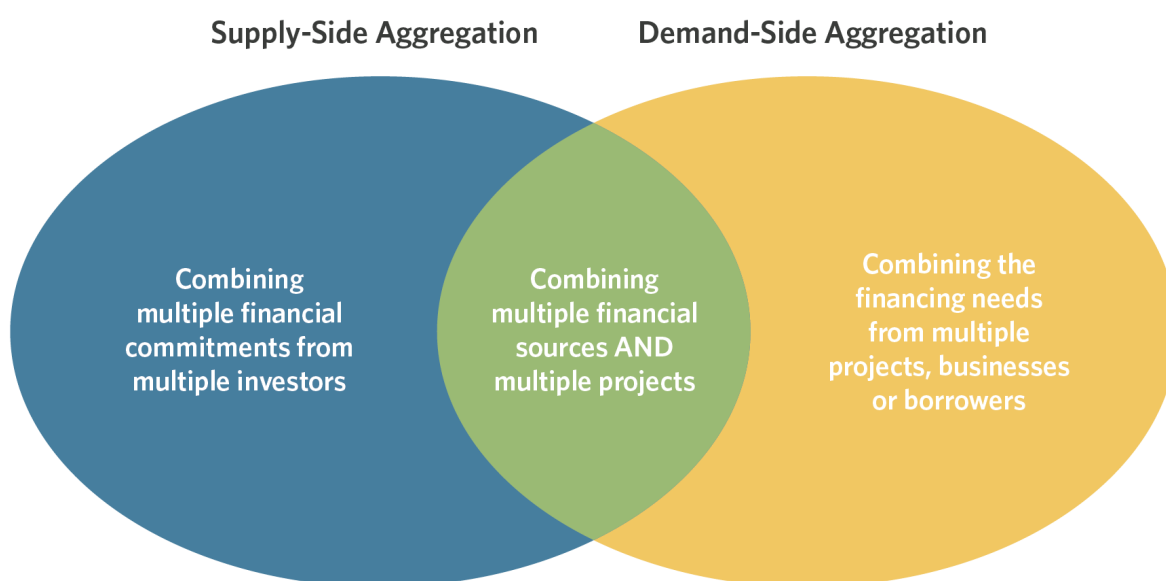 Supply-Side Aggregation
Demand-Side Aggregation
Combining
multiple financial
commitments from
multiple investors
Combining
multiple financial
sources AND
multiple projects
Combining the
financing needs
from multiple
projects, businesses
or borrowers